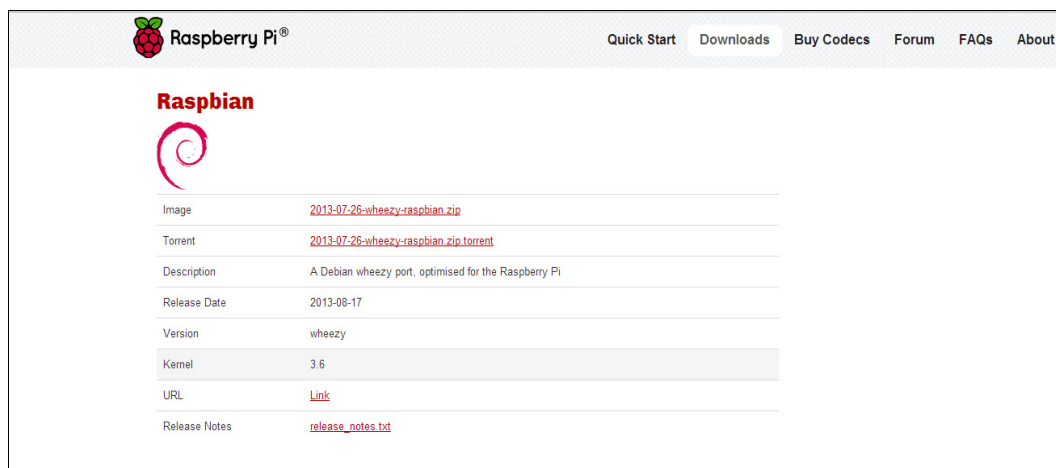 Raspberry Pi®
Quick Start Downloads Buy Codecs Forum FAQs About
Raspbian
Image 2013-07-26-wheezy-raspbian.zip
Torrent 2013-07-26-wheezy-raspbian.zip.torrent
Description A Debian wheezy port, optimised for the Raspberry Pi
Release Date 2013-08-17
Version wheezy
Kernel 3.6
URL Link
Release Notes release_notes.txt